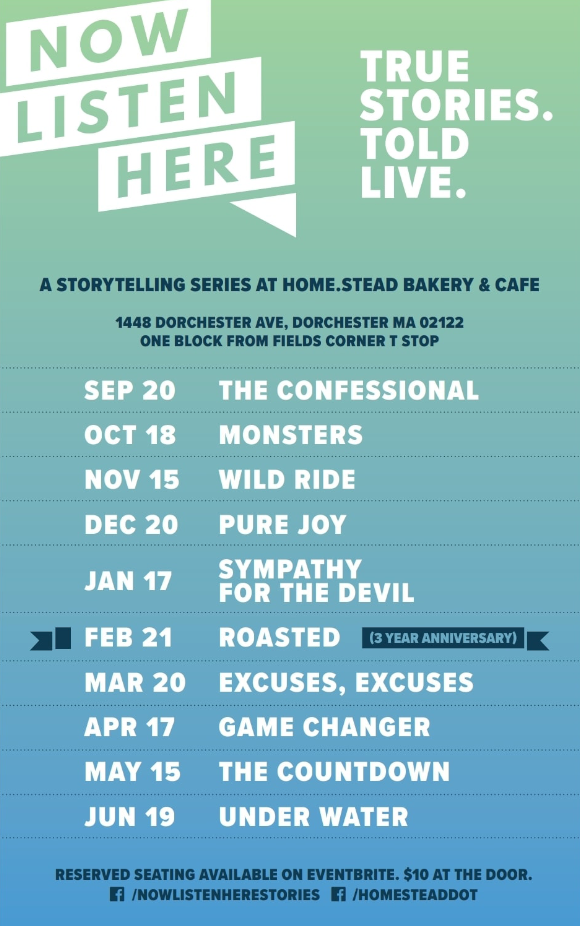 NOW
LISTEN
HERE
TRUE
STORIES.
TOLD
LIVE.
A STORYTELLING SERIES AT HOME.STEAD BAKERY & CAFE
1448 DORCHESTER AVE, DORCHESTER MA 02122
ONE BLOCK FROM FIELDS CORNER T STOP
SEP 20 THE CONFESSIONAL
OCT 18 MONSTERS
NOV 15 WILD RIDE
DEC 20 PURE JOY
JAN 17 SYMPATHY
FOR THE DEVIL
FEB 21 ROASTED (3 YEAR ANNIVERSARY)
MAR 20 EXCUSES, EXCUSES
APR 17 GAME CHANGER
MAY 15 THE COUNTDOWN
JUN 19 UNDER WATER
RESERVED SEATING AVAILABLE ON EVENTBRITE. $10 AT THE DOOR.
/NOWLISTENHERESTORIES /HOMESTEADDOT